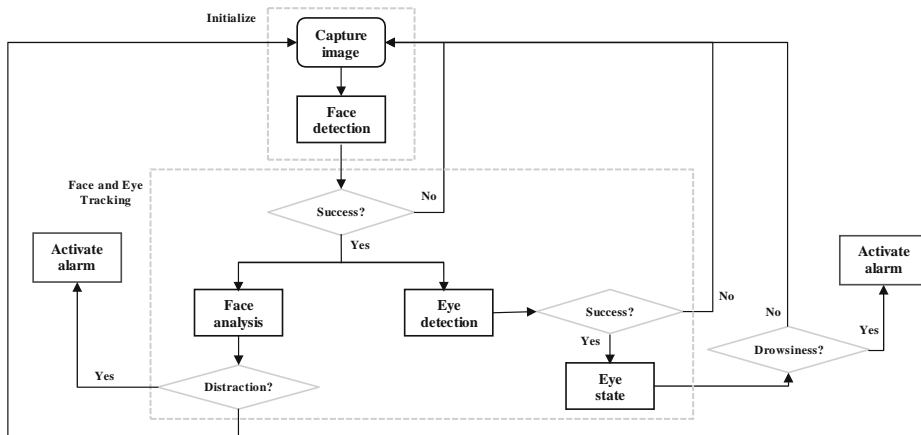 Initialize
Capture
image
Face
detection
Face and Eye
Tracking
No
Success?
Yes
Activate
alarm
Activate
alarm
Face
analysis
Eye
detection
Success?
No
No
Yes
Yes
Drowsiness?
Yes
Distraction?
Eye
state